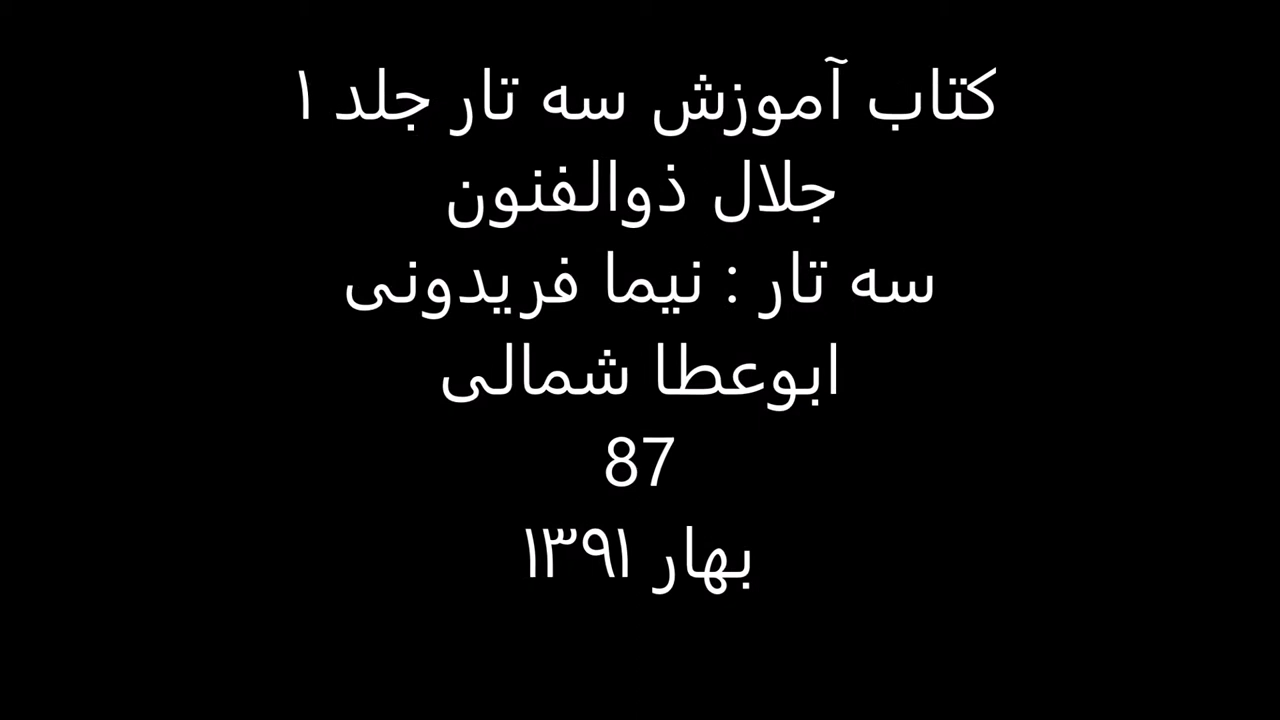 کتاب آموزش سه تار جلد ۱
جلال ذوالفنون
سه تار : نیما فریدونی
ابوعطا شمالی
87
بهار ۱۳۹۱